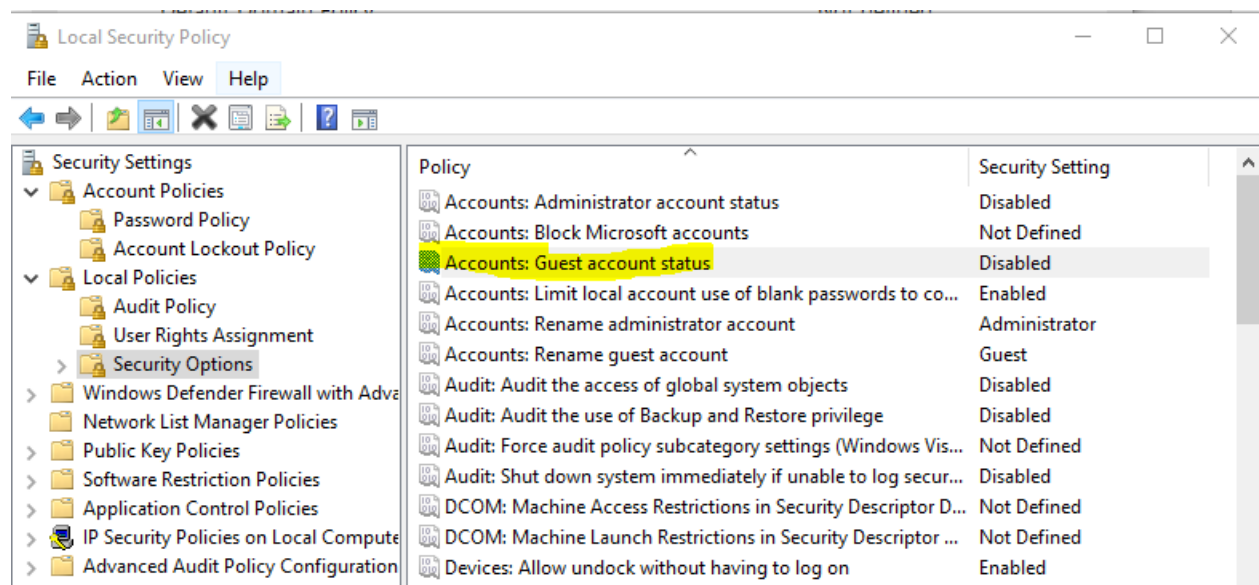 Local Security Policy
File Action View Help
Security Settings
Account Policies
Password Policy
Account Lockout Policy
Local Policies
Audit Policy
User Rights Assignment
Security Options
Windows Defender Firewall with Adva
Network List Manager Policies
Public Key Policies
Software Restriction Policies
Application Control Policies
IP Security Policies on Local Compute
Advanced Audit Policy Configuration
Policy Security Setting
Accounts: Administrator account status Disabled
Accounts: Block Microsoft accounts Not Defined
Accounts: Guest account status Disabled
Accounts: Limit local account use of blank passwords to co... Enabled
Accounts: Rename administrator account Administrator
Accounts: Rename guest account Guest
Audit: Audit the access of global system objects Disabled
Audit: Audit the use of Backup and Restore privilege Disabled
Audit: Force audit policy subcategory settings (Windows Vis... Not Defined
Audit: Shut down system immediately if unable to log secur... Disabled
DCOM: Machine Access Restrictions in Security Descriptor D... Not Defined
DCOM: Machine Launch Restrictions in Security Descriptor ... Not Defined
Devices: Allow undock without having to log on Enabled